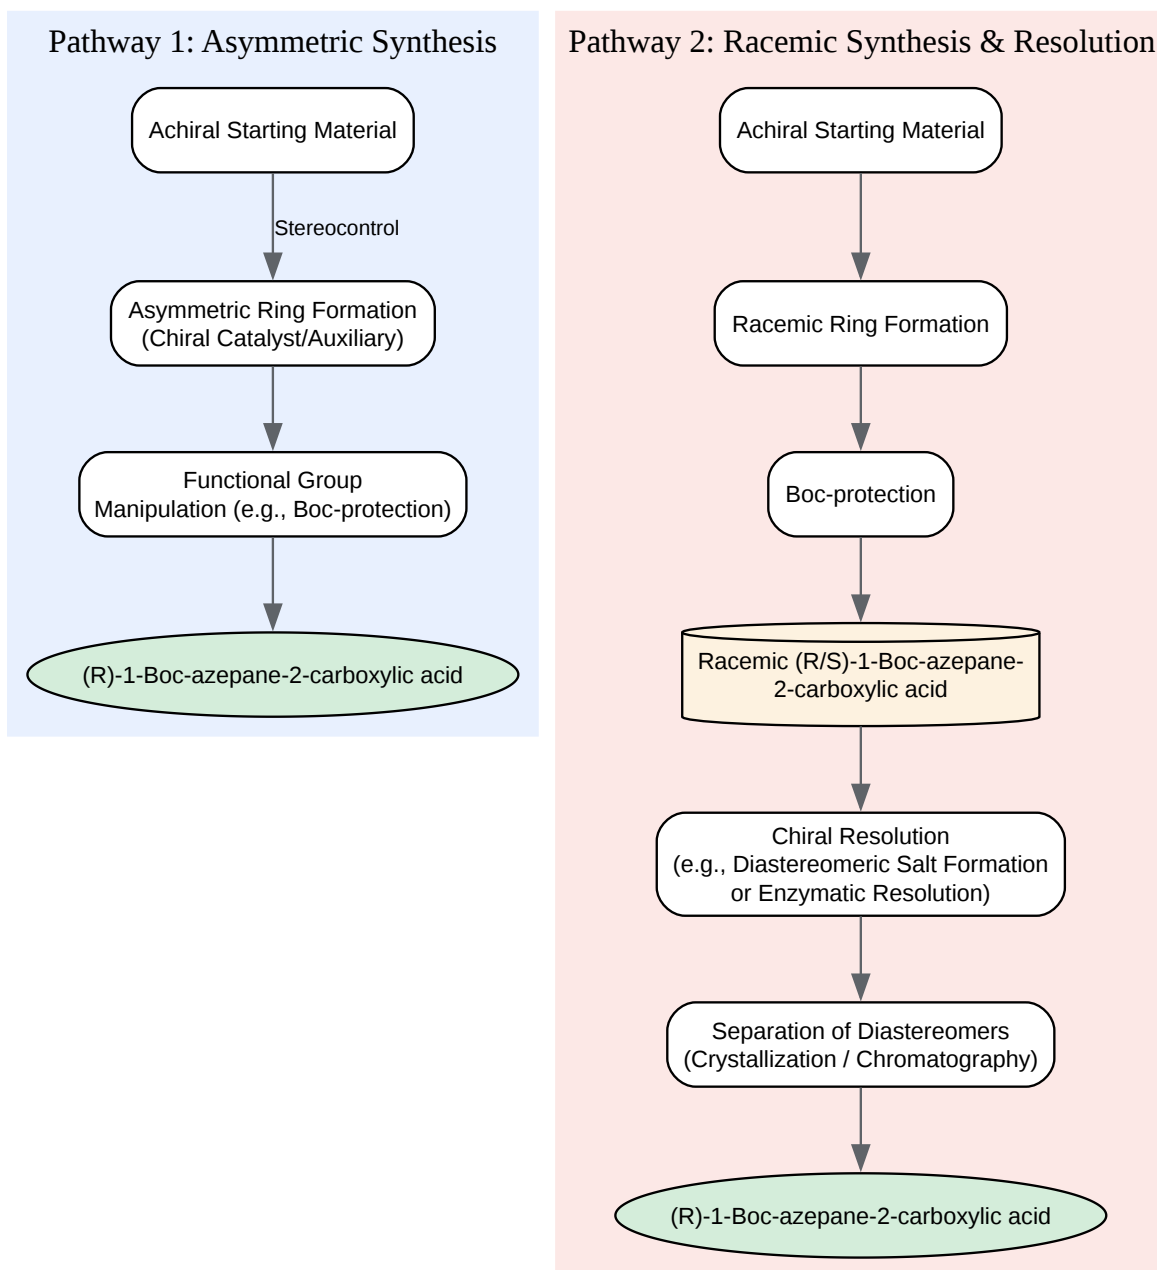 Pathway 1: Asymmetric Synthesis
Achiral Starting Material
Stereocontrol
Asymmetric Ring Formation
(Chiral Catalyst/Auxiliary)
Functional Group
Manipulation (e.g., Boc-protection)
(R)-1-Boc-azepane-2-carboxylic acid
Pathway 2: Racemic Synthesis & Resolution
Achiral Starting Material
Racemic Ring Formation
Boc-protection
Racemic (R/S)-1-Boc-azepane-
2-carboxylic acid
Chiral Resolution
(e.g., Diastereomeric Salt Formation
or Enzymatic Resolution)
Separation of Diastereomers
(Crystallization / Chromatography)
(R)-1-Boc-azepane-2-carboxylic acid